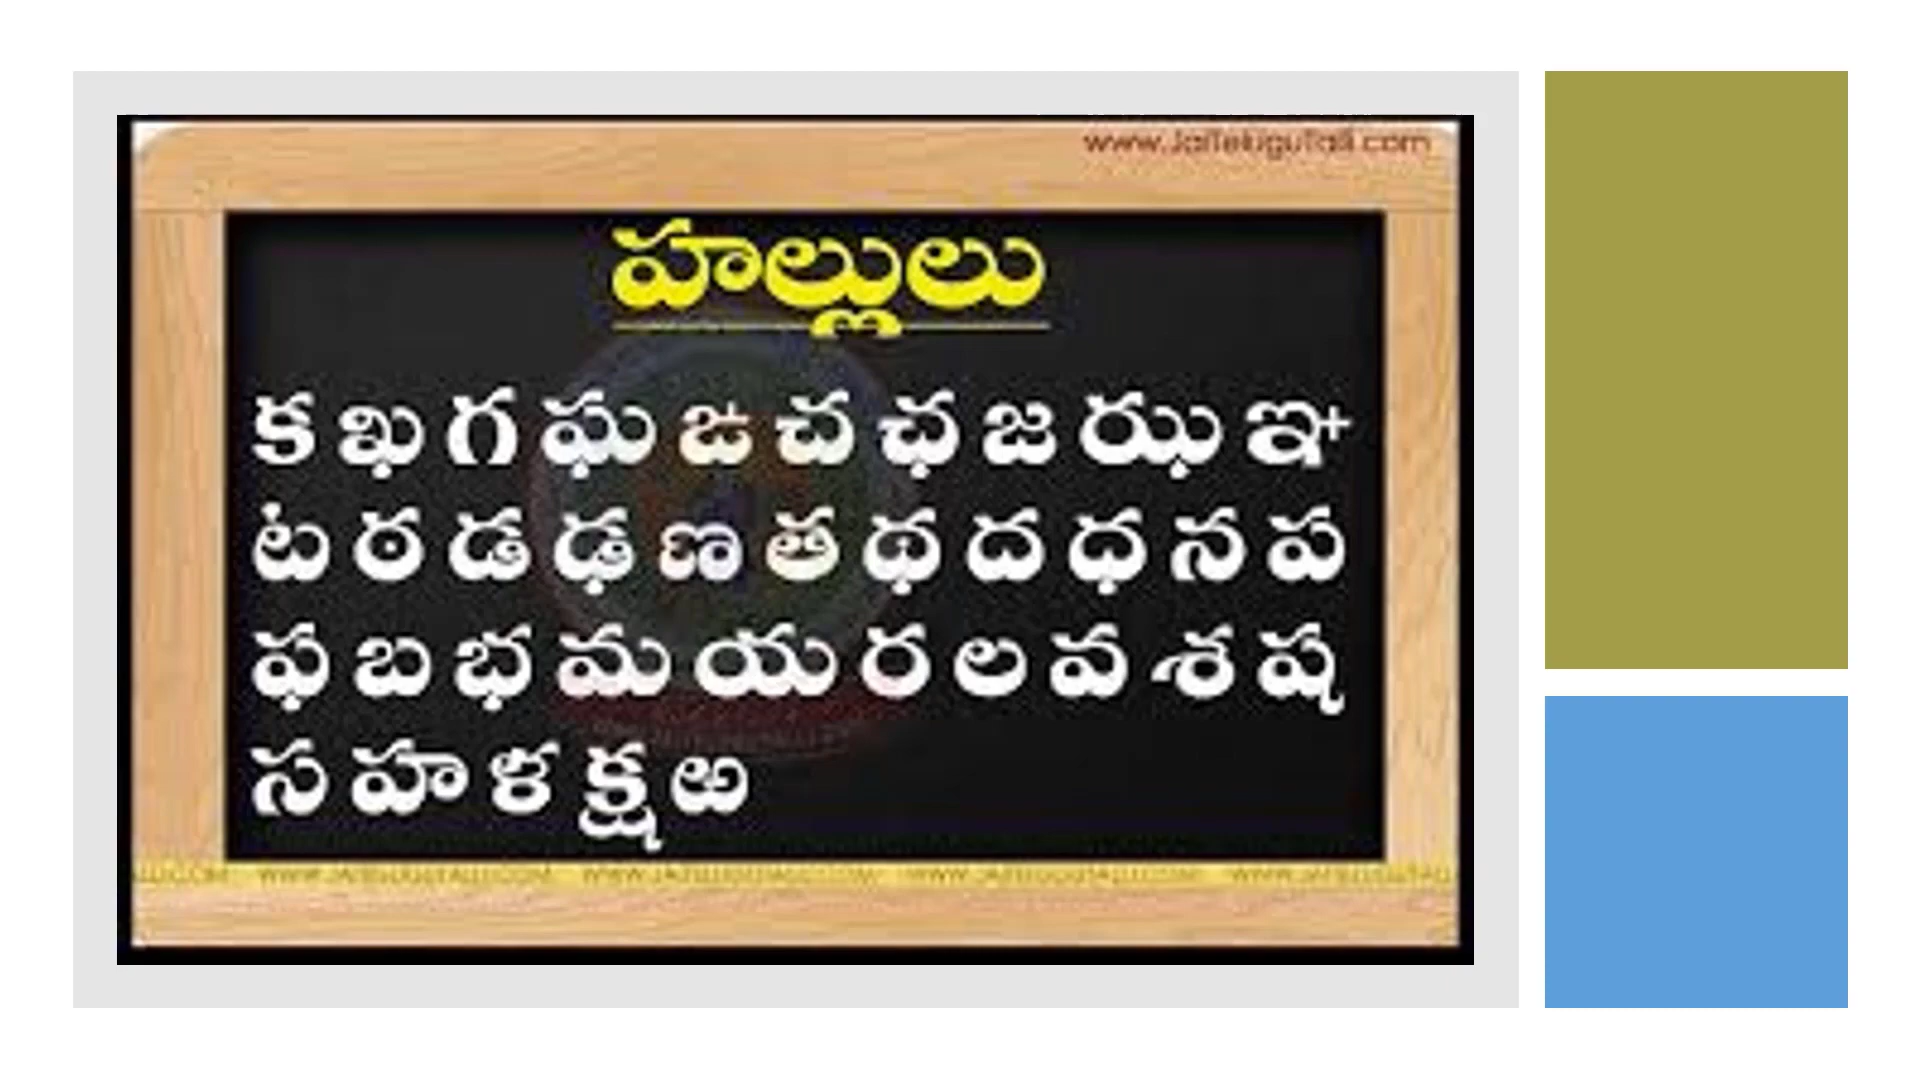 www.JaiTeluguTalli.com
హల్లులు
క ఖ గ ఘ ఙ చ ఛ జ ఝ ఞ
ట ఠ డ ఢ ణ త థ ద ధ న ప
ఫ బ భ మ య ర ల వ శ ష
స హ ళ క్ష ఱ